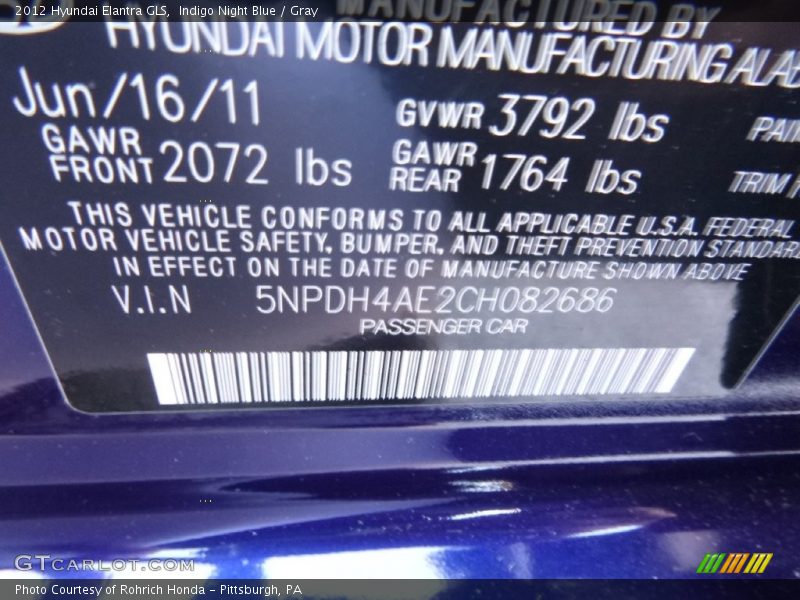 2012 Hyundai Elantra GLS, Indigo Night Blue / Gray
MANUFACTURED BY
HYUNDAI MOTOR MANUFACTURING
Jun/16/11
GVWR 3792 lbs
GAWR FRONT 2072 lbs
GAWR REAR 1764 lbs
TRIM
THIS VEHICLE CONFORMS TO ALL APPLICABLE U.S.A. FEDERAL
MOTOR VEHICLE SAFETY, BUMPER, AND THEFT PREVENTION
IN EFFECT ON THE DATE OF MANUFACTURE SHOWN ABOVE
V.I.N 5NPDH4AE2CH082686
PASSENGER CAR
GTCARLOT.COM
Photo Courtesy of Rohrich Honda - Pittsburgh, PA